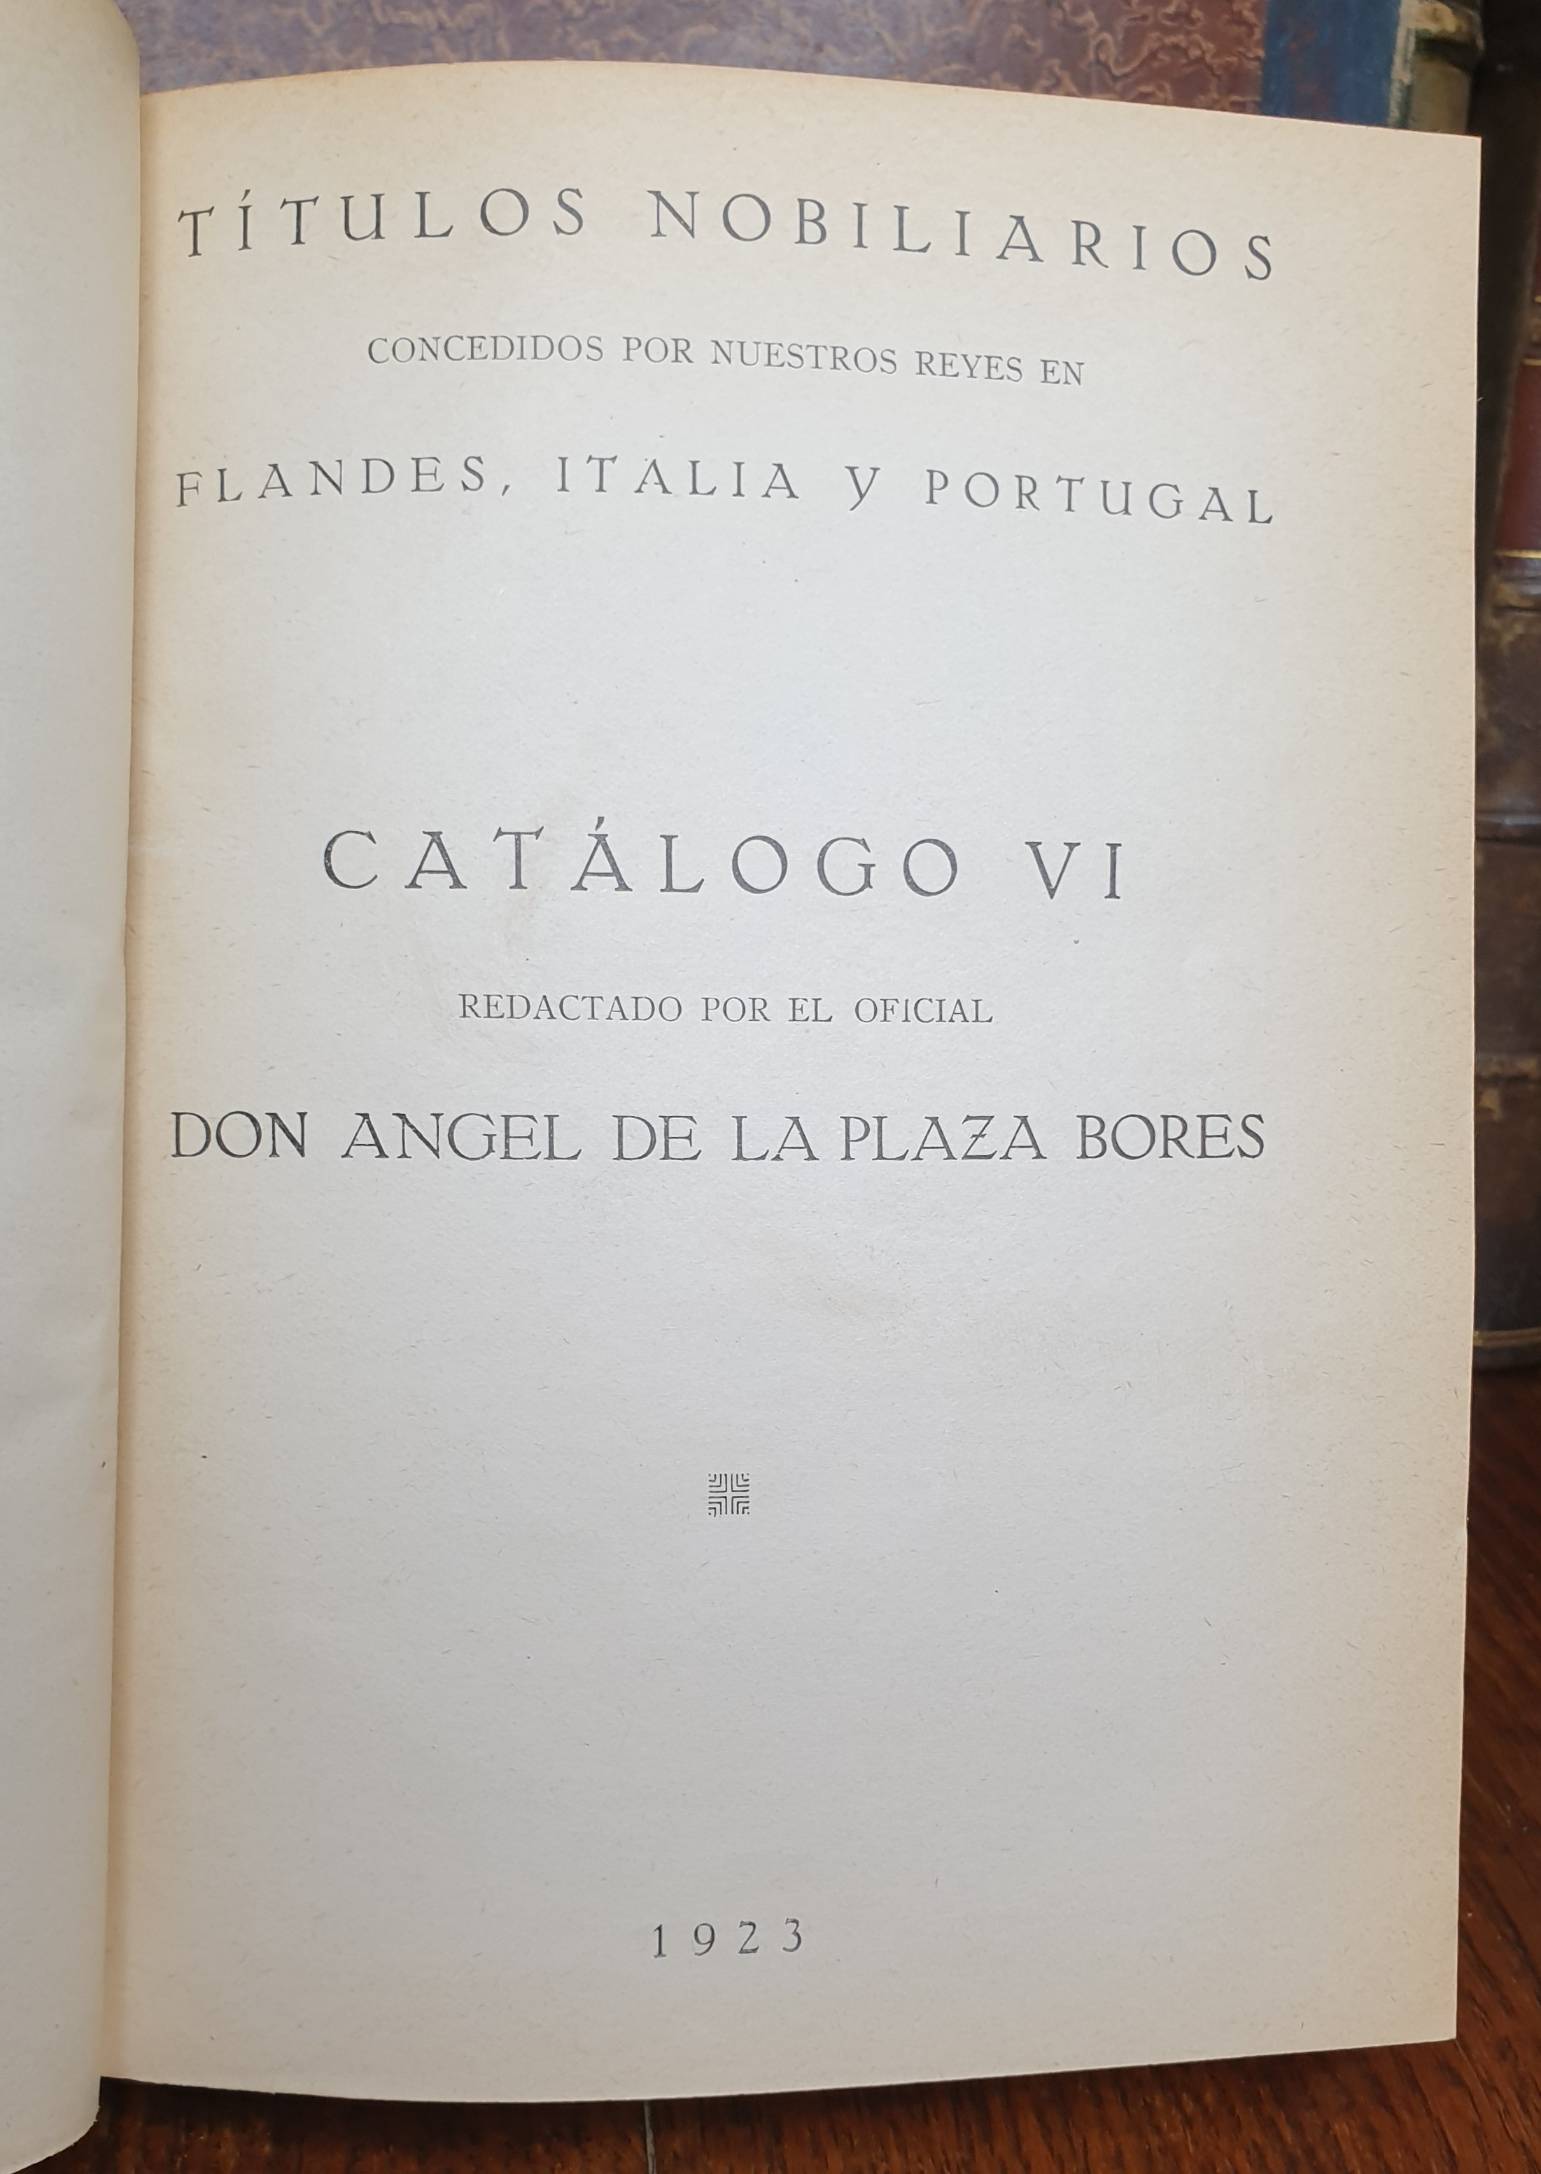 TÍTULOS NOBILIARIOS
CONCEDIDOS POR NUESTROS REYES EN
FLANDES, ITALIA y PORTUGAL
CATÁLOGO VI
REDACTADO POR EL OFICIAL
DON ANGEL DE LA PLAZA BORES
1923